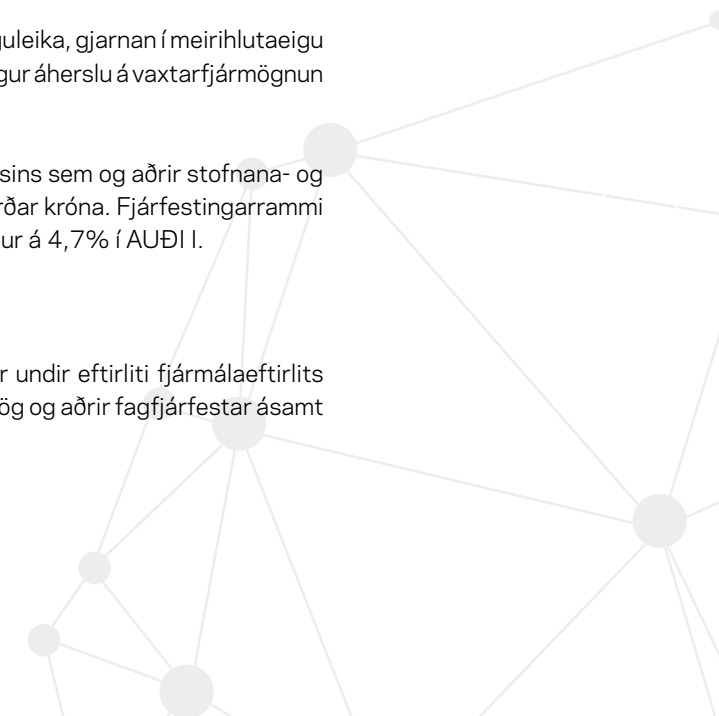 guleika, gjarnan í meirihlutaeigu
gur áherslu á vaxtarfjármögnun
sins sem og aðrir stofnana- og
rðar króna. Fjárfestingarrammi
ur á 4,7% í AUÐI I.
r undir eftirliti fjármálaeftirlits
ög og aðrir fagfjárfestar ásamt